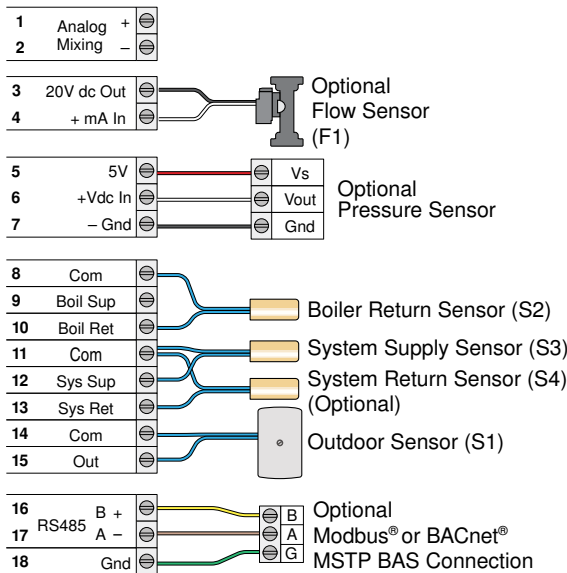 1 Analog +
2 Mixing –
3 20V dc Out
4 + mA In
Optional
Flow Sensor
(F1)
5 5V Vs
6 +Vdc In Vout
7 – Gnd Gnd
Optional
Pressure Sensor
8 Com
9 Boil Sup
10 Boil Ret
Boiler Return Sensor (S2)
11 Com
System Supply Sensor (S3)
12 Sys Sup
13 Sys Ret
System Return Sensor (S4)
(Optional)
14 Com
15 Out
Outdoor Sensor (S1)
16 B + B
17 RS485 A – A
18 Gnd G
Optional
Modbus® or BACnet®
MSTP BAS Connection